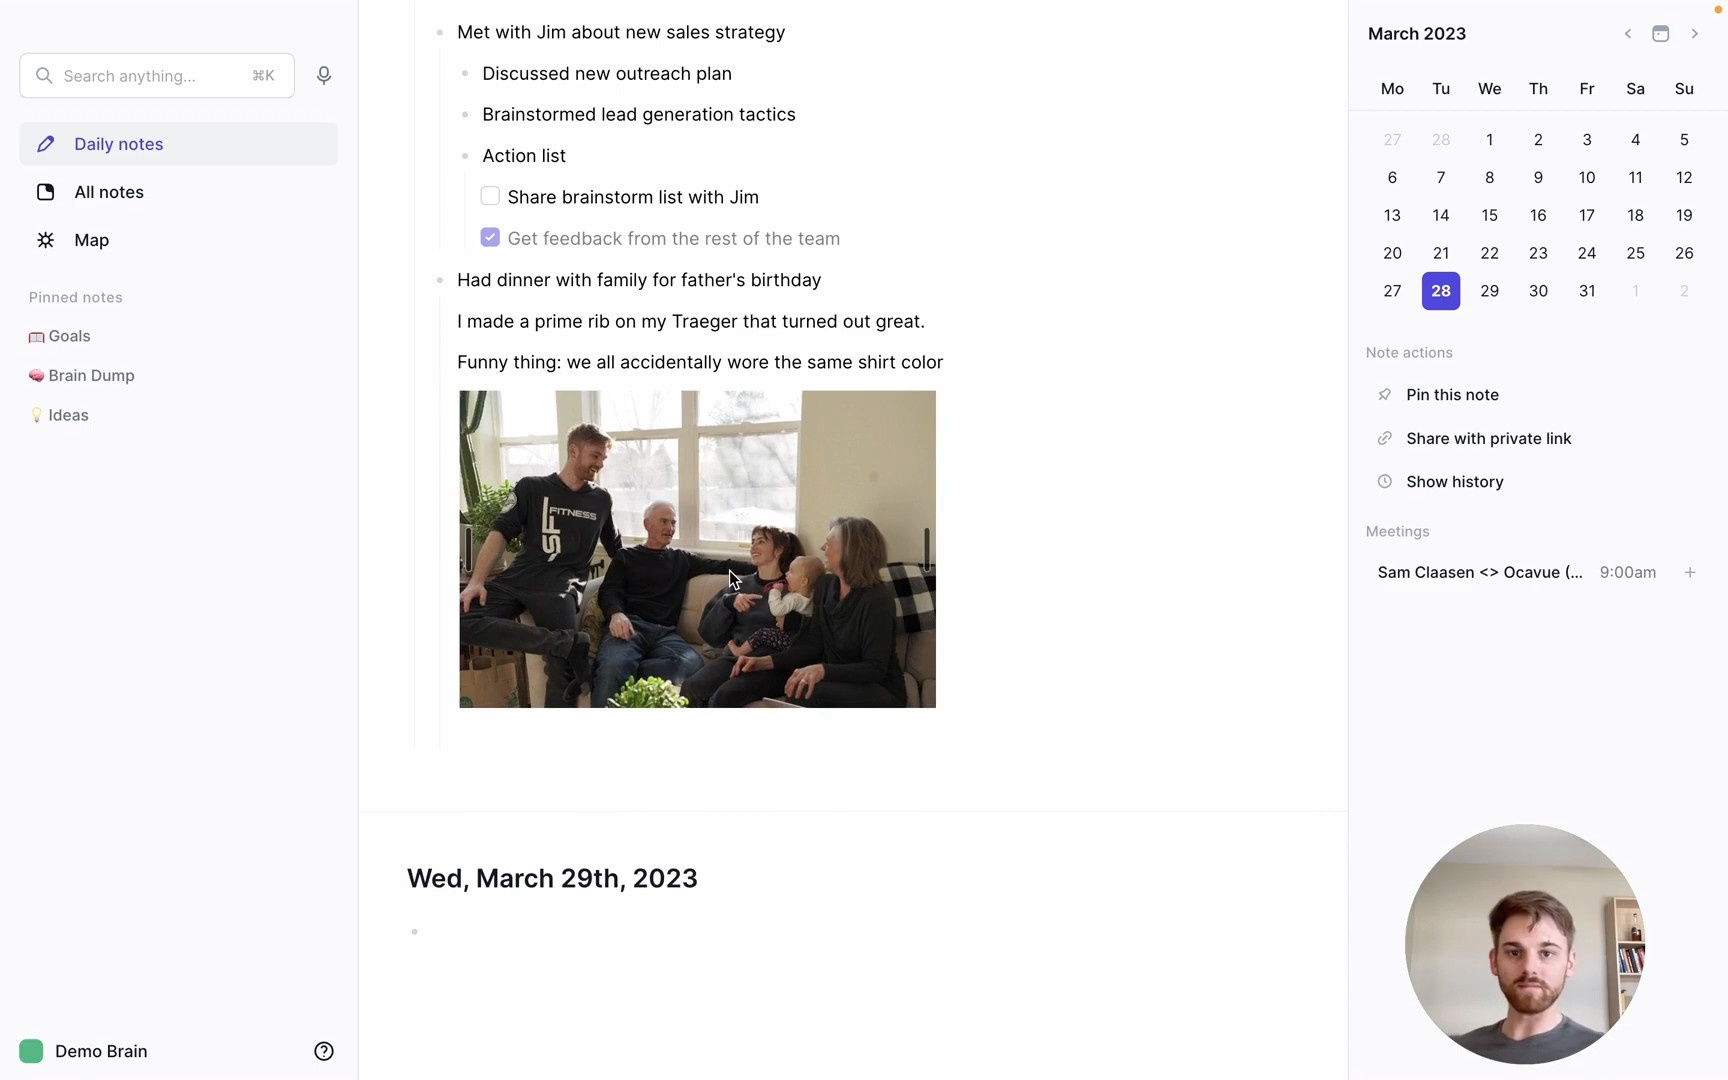 Search anything...
⌘K
Daily notes
All notes
Map
Pinned notes
📖 Goals
🧠 Brain Dump
💡 Ideas
Demo Brain
?
Met with Jim about new sales strategy
Discussed new outreach plan
Brainstormed lead generation tactics
Action list
Share brainstorm list with Jim
Get feedback from the rest of the team
Had dinner with family for father's birthday
I made a prime rib on my Traeger that turned out great.
Funny thing: we all accidentally wore the same shirt color
SF
FITNESS
Wed, March 29th, 2023
March 2023
Mo Tu We Th Fr Sa Su
27 28 1 2 3 4 5
6 7 8 9 10 11 12
13 14 15 16 17 18 19
20 21 22 23 24 25 26
27 28 29 30 31 1 2
Note actions
Pin this note
Share with private link
Show history
Meetings
Sam Claasen <> Ocavue (... 9:00am +